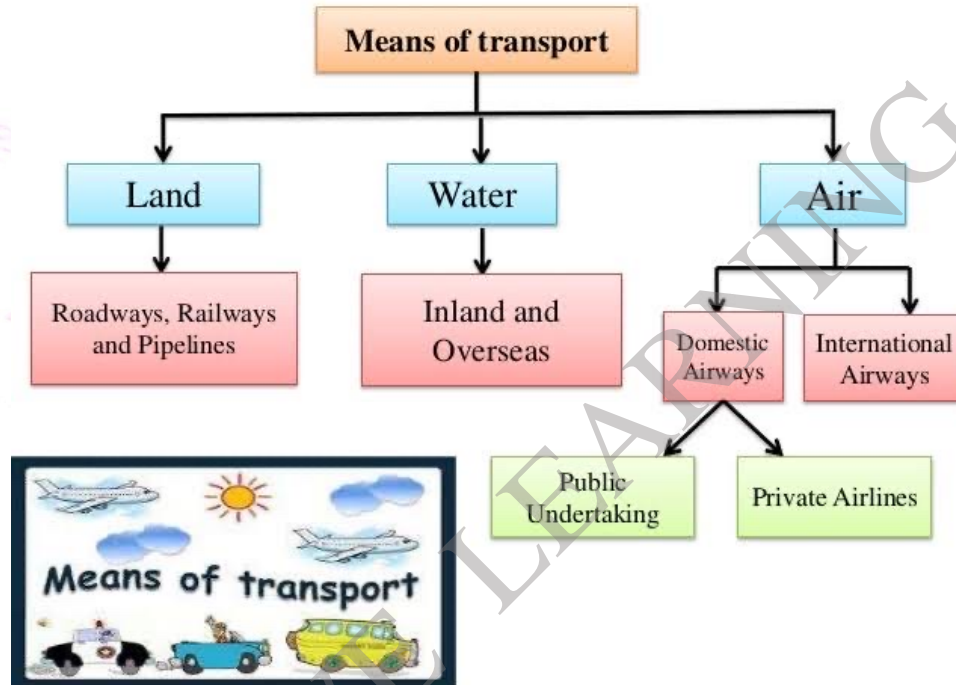 Means of transport
Land
Water
Air
Roadways, Railways
and Pipelines
Inland and
Overseas
Domestic
Airways
International
Airways
Public
Undertaking
Private Airlines
Means of transport
LEARNING